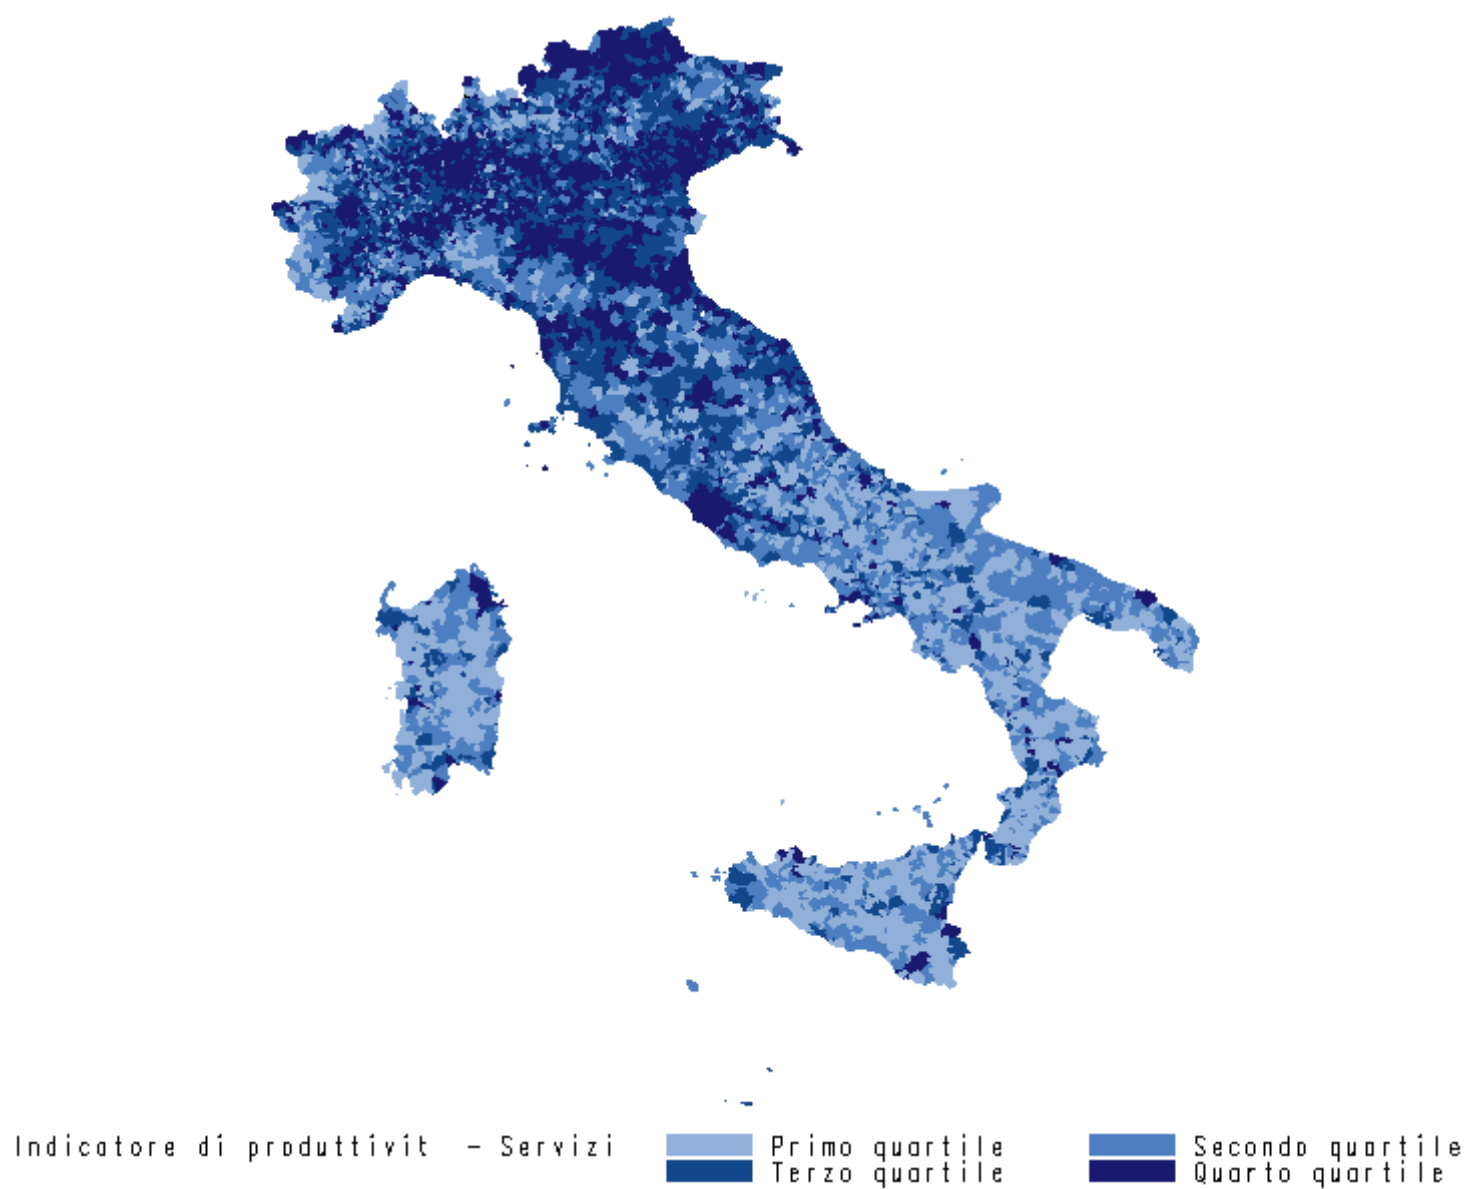 Indicatore di produttivit - Servizi
Primo quartile
Secondo quartile
Terzo quartile
Quarto quartile